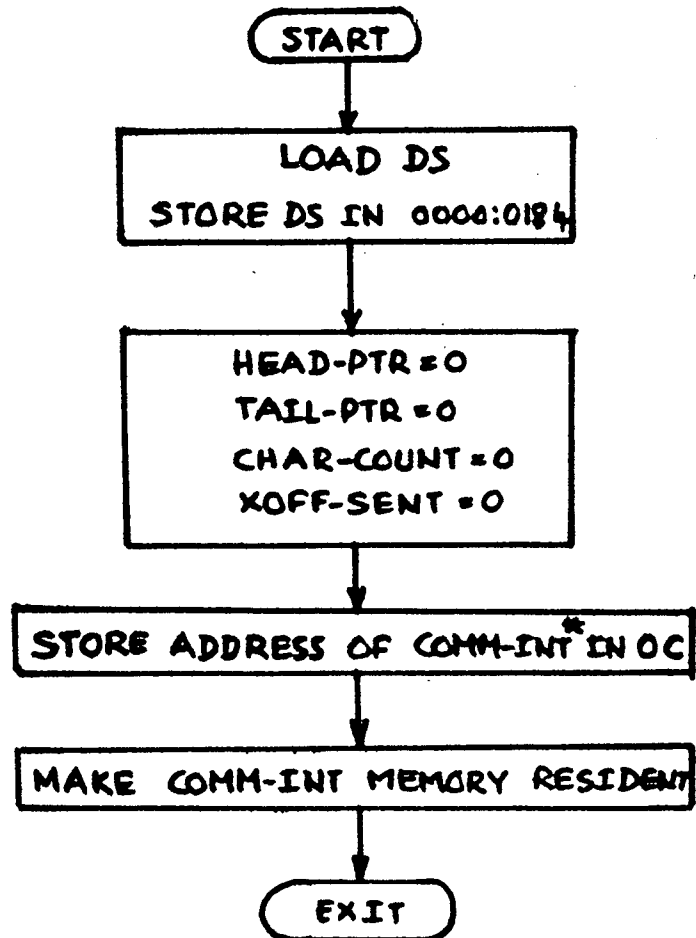 START
LOAD DS
STORE DS IN 0000:0184
HEAD-PTR = 0
TAIL-PTR = 0
CHAR-COUNT = 0
XOFF-SENT = 0
STORE ADDRESS OF COMM-INT* IN OC
MAKE COMM-INT MEMORY RESIDENT
EXIT